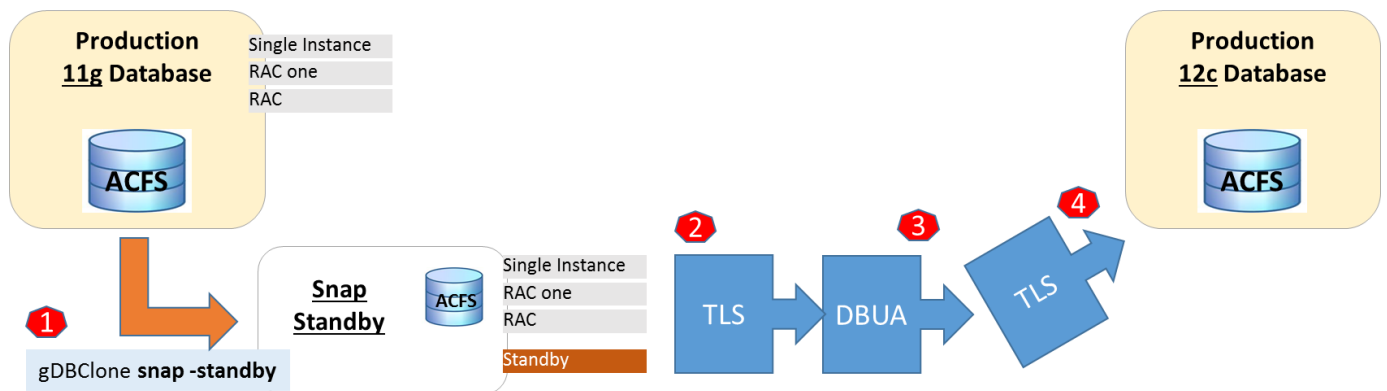 Production
11g Database
ACFS
Single Instance
RAC one
RAC
1
gDBClone snap -standby
Snap
Standby
ACFS
Single Instance
RAC one
RAC
Standby
2
TLS
3
DBUA
4
TLS
Production
12c Database
ACFS